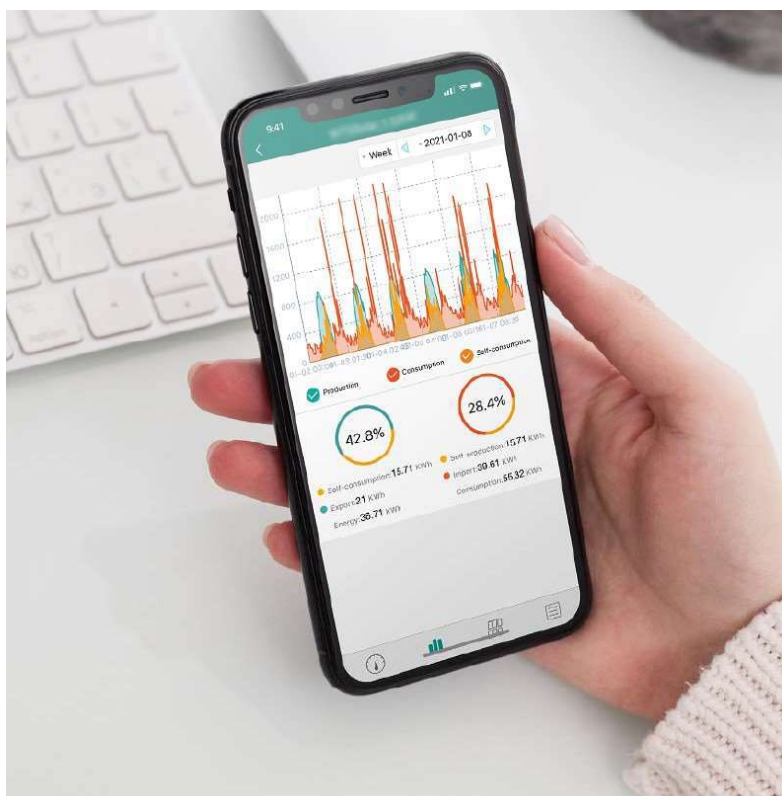 9:41
Week
2021-01-08
2000
1600
1200
800
400
0
Production
Consumption
Self-consumption
42.8%
28.4%
Self-consumption:15.71 KWh
Export:21 KWh
Energy:36.71 KWh
Self-production:15.71 KWh
Import:39.61 KWh
Consumption:55.32 KWh